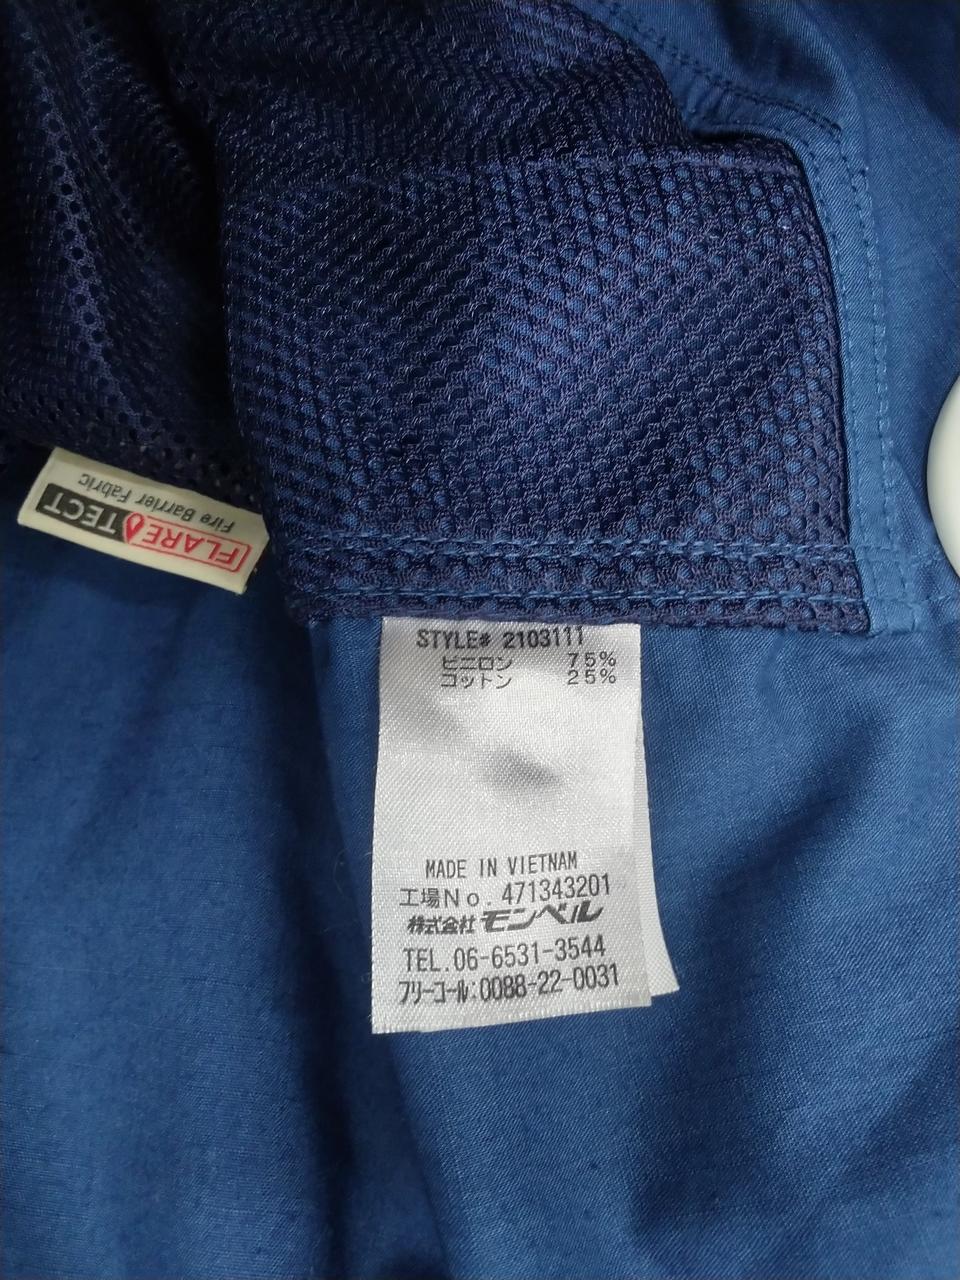 FLARE TECT
Fire Barrier Fabric
STYLE# 2103111
ビニロン 75%
コットン 25%
MADE IN VIETNAM
工場No. 471343201
株式会社 モンベル
TEL.06-6531-3544
フリーコール:0088-22-0031